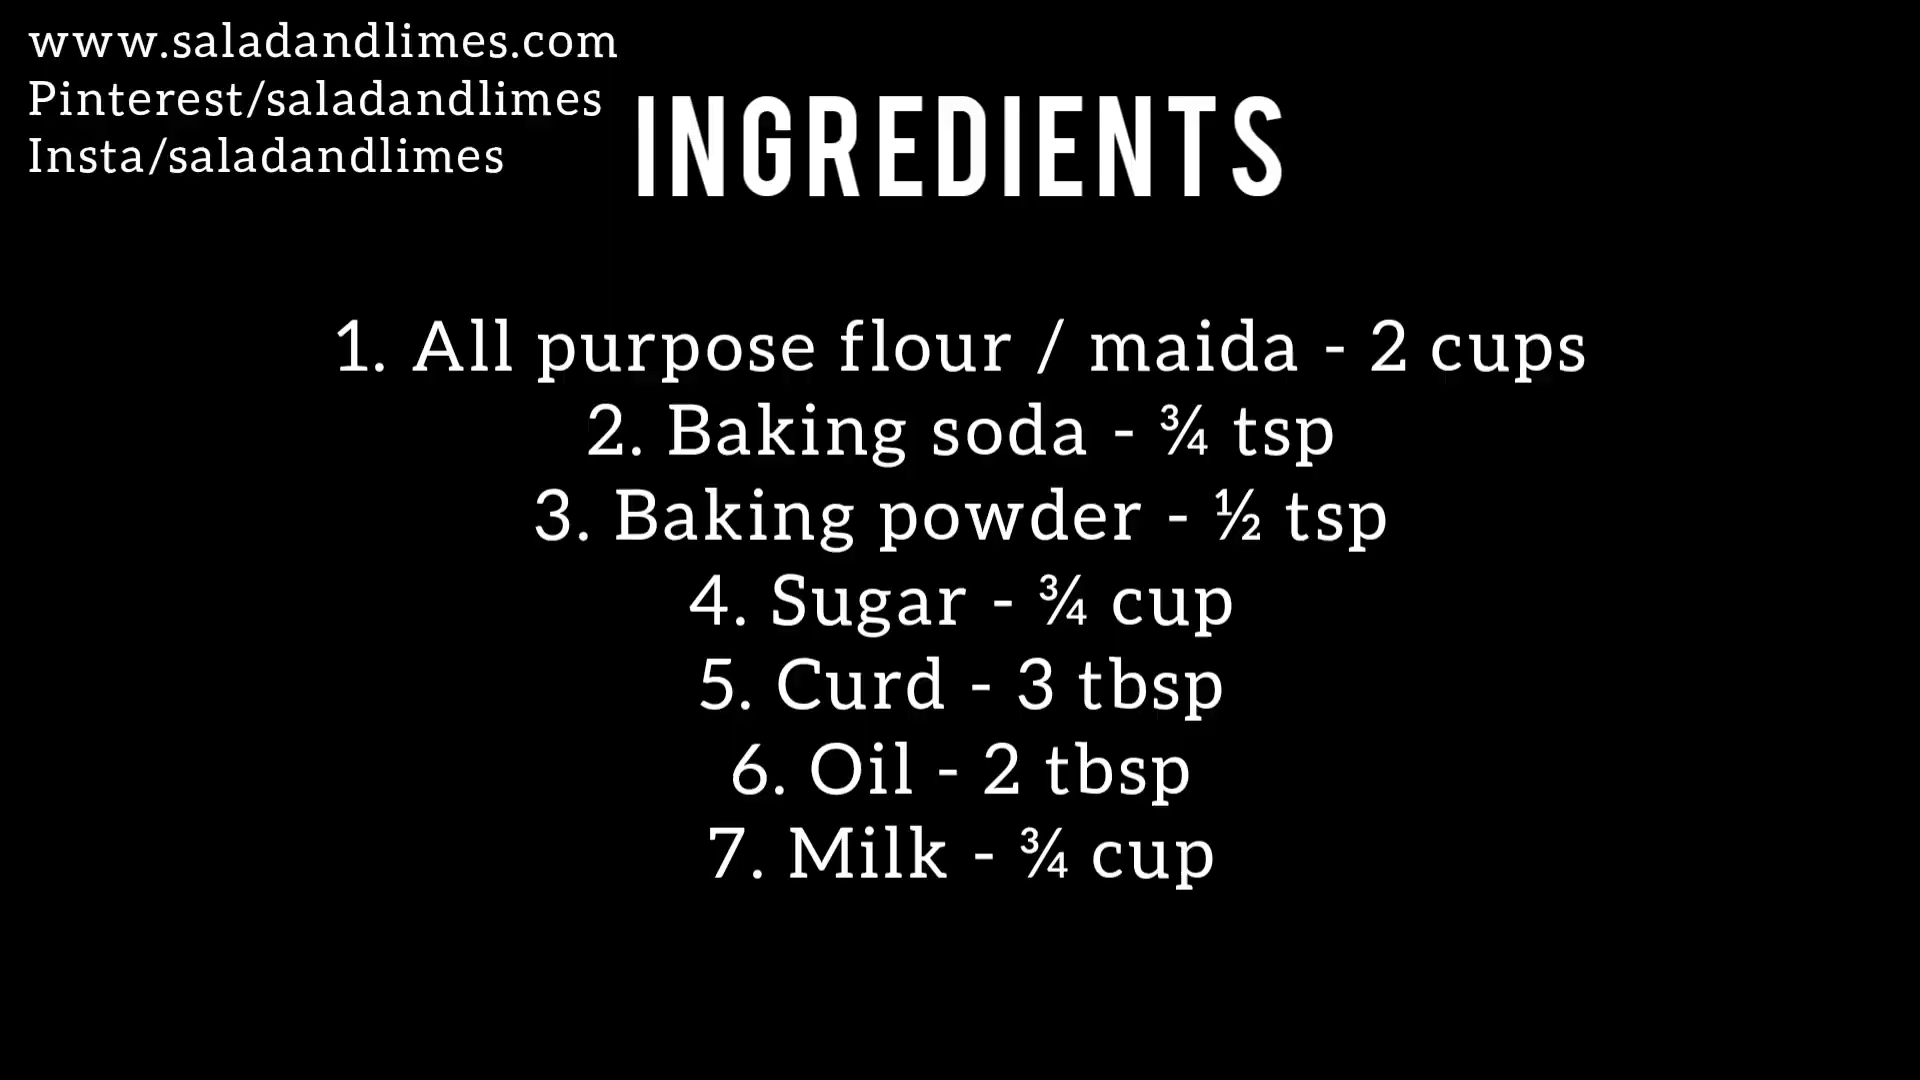 www.saladandlimes.com
Pinterest/saladandlimes
Insta/saladandlimes
INGREDIENTS
1. All purpose flour / maida - 2 cups
2. Baking soda - ¾ tsp
3. Baking powder - ½ tsp
4. Sugar - ¾ cup
5. Curd - 3 tbsp
6. Oil - 2 tbsp
7. Milk - ¾ cup